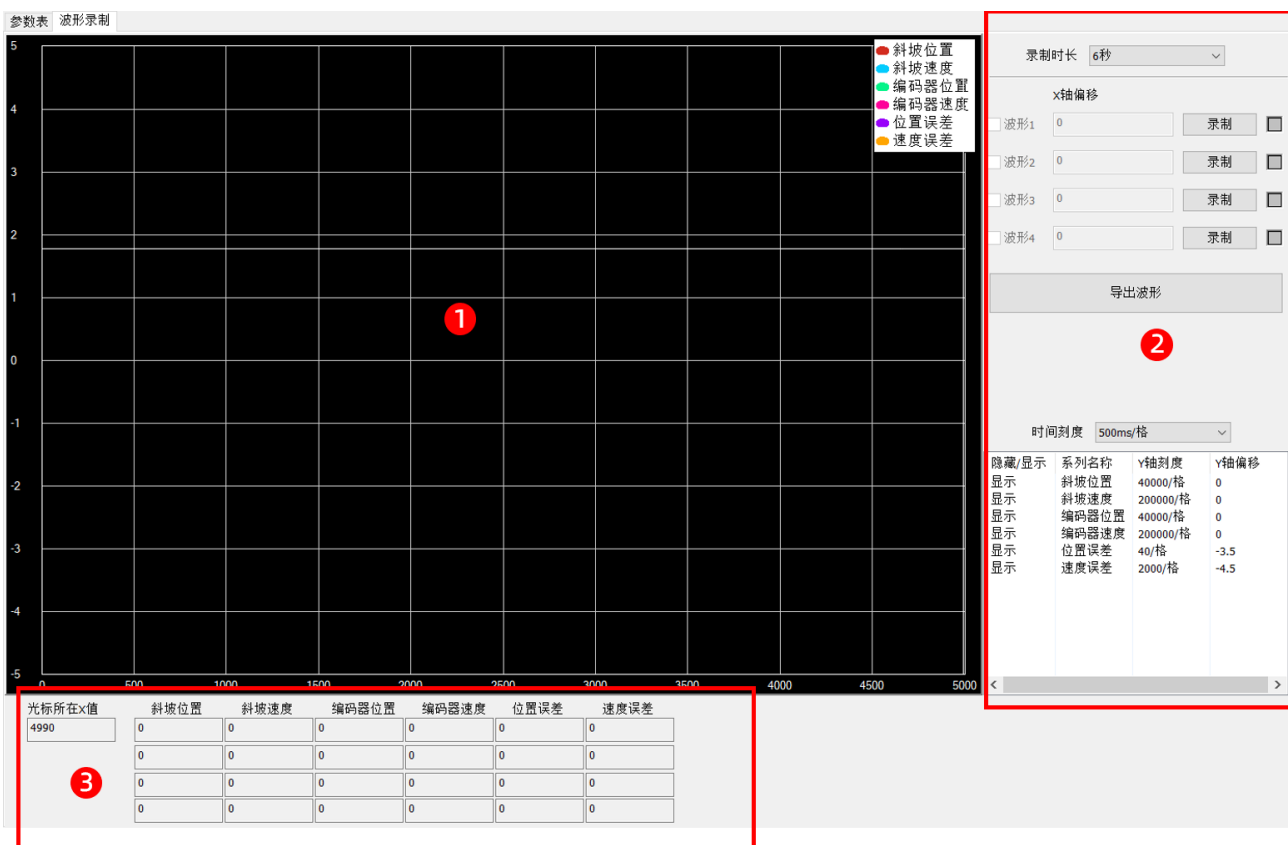 参数表 波形录制
5
4
3
2
1
0
-1
-2
-3
-4
-5
0 500 1000 1500 2000 2500 3000 3500 4000 4500 5000
斜坡位置
斜坡速度
编码器位置
编码器速度
位置误差
速度误差
1
录制时长 6秒
X轴偏移
波形1 0 录制
波形2 0 录制
波形3 0 录制
波形4 0 录制
导出波形
2
时间刻度 500ms/格
隐藏/显示 系列名称 Y轴刻度 Y轴偏移
显示 斜坡位置 40000/格 0
显示 斜坡速度 200000/格 0
显示 编码器位置 40000/格 0
显示 编码器速度 200000/格 0
显示 位置误差 40/格 -3.5
显示 速度误差 2000/格 -4.5
光标所在X值 斜坡位置 斜坡速度 编码器位置 编码器速度 位置误差 速度误差
4990 0 0 0 0 0 0
0 0 0 0 0 0
3
0 0 0 0 0 0
0 0 0 0 0 0